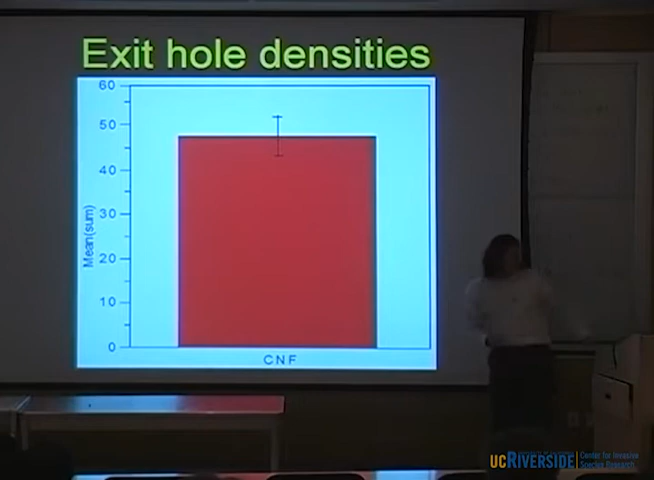 Exit hole densities
60
50
40
30
20
10
0
Mean(sum)
CNF
UCRIVERSIDE
Center for Invasive
Species Research